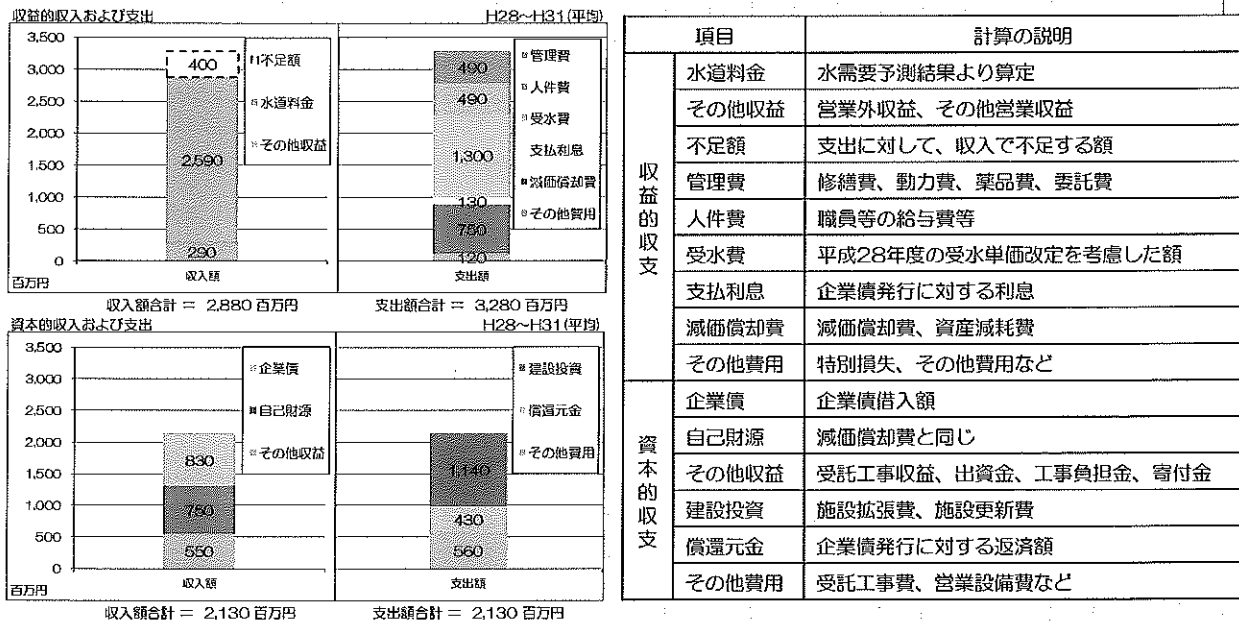 収益的収入および支出 H28~H31(平均)
3,500
3,000
2,500
2,000
1,500
1,000
500
0
百万円
400
2,590
290
不足額
水道料金
その他収益
収入額
490
490
1,300
130
750
120
管理費
人件費
受水費
支払利息
減価償却費
その他費用
支出額
収入額合計 = 2,880 百万円
支出額合計 = 3,280 百万円
資本的収入および支出 H28~H31(平均)
3,500
3,000
2,500
2,000
1,500
1,000
500
0
百万円
830
750
550
企業債
自己財源
その他収益
収入額
1,140
430
560
建設投資
償還元金
その他費用
支出額
収入額合計 = 2,130 百万円
支出額合計 = 2,130 百万円
項目 計算の説明
収益的収支
水道料金 水需要予測結果より算定
その他収益 営業外収益、その他営業収益
不足額 支出に対して、収入で不足する額
管理費 修繕費、動力費、薬品費、委託費
人件費 職員等の給与費等
受水費 平成28年度の受水単価改定を考慮した額
支払利息 企業債発行に対する利息
減価償却費 減価償却費、資産減耗費
その他費用 特別損失、その他費用など
資本的収支
企業債 企業債借入額
自己財源 減価償却費と同じ
その他収益 受託工事収益、出資金、工事負担金、寄付金
建設投資 施設拡張費、施設更新費
償還元金 企業債発行に対する返済額
その他費用 受託工事費、営業設備費など